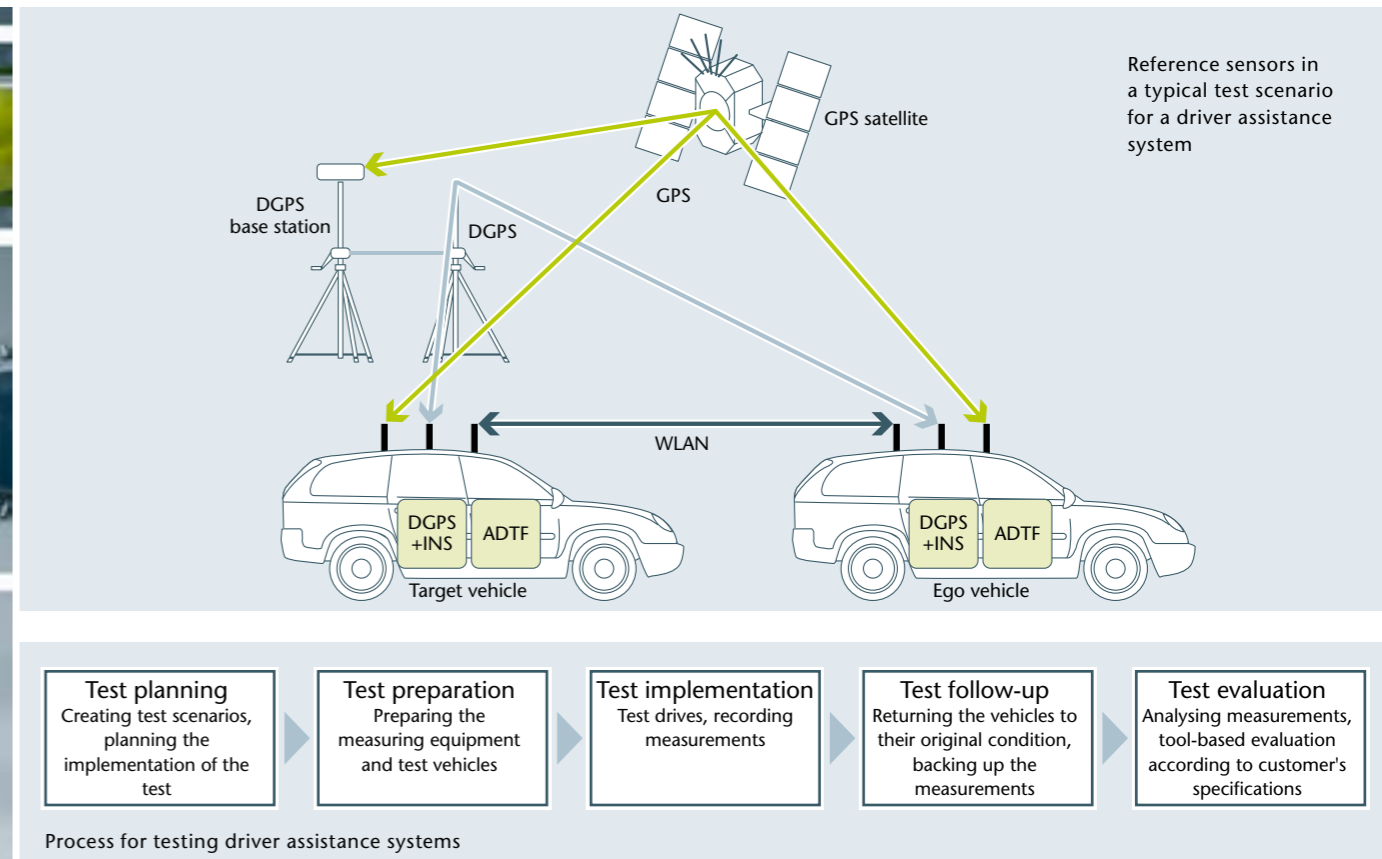 Reference sensors in
a typical test scenario
for a driver assistance
system
GPS satellite
GPS
DGPS
base station
DGPS
WLAN
DGPS
+INS
ADTF
Target vehicle
DGPS
+INS
ADTF
Ego vehicle
Test planning
Creating test scenarios,
planning the
implementation of the
test
Test preparation
Preparing the
measuring equipment
and test vehicles
Test implementation
Test drives, recording
measurements
Test follow-up
Returning the vehicles to
their original condition,
backing up the
measurements
Test evaluation
Analysing measurements,
tool-based evaluation
according to customer's
specifications
Process for testing driver assistance systems